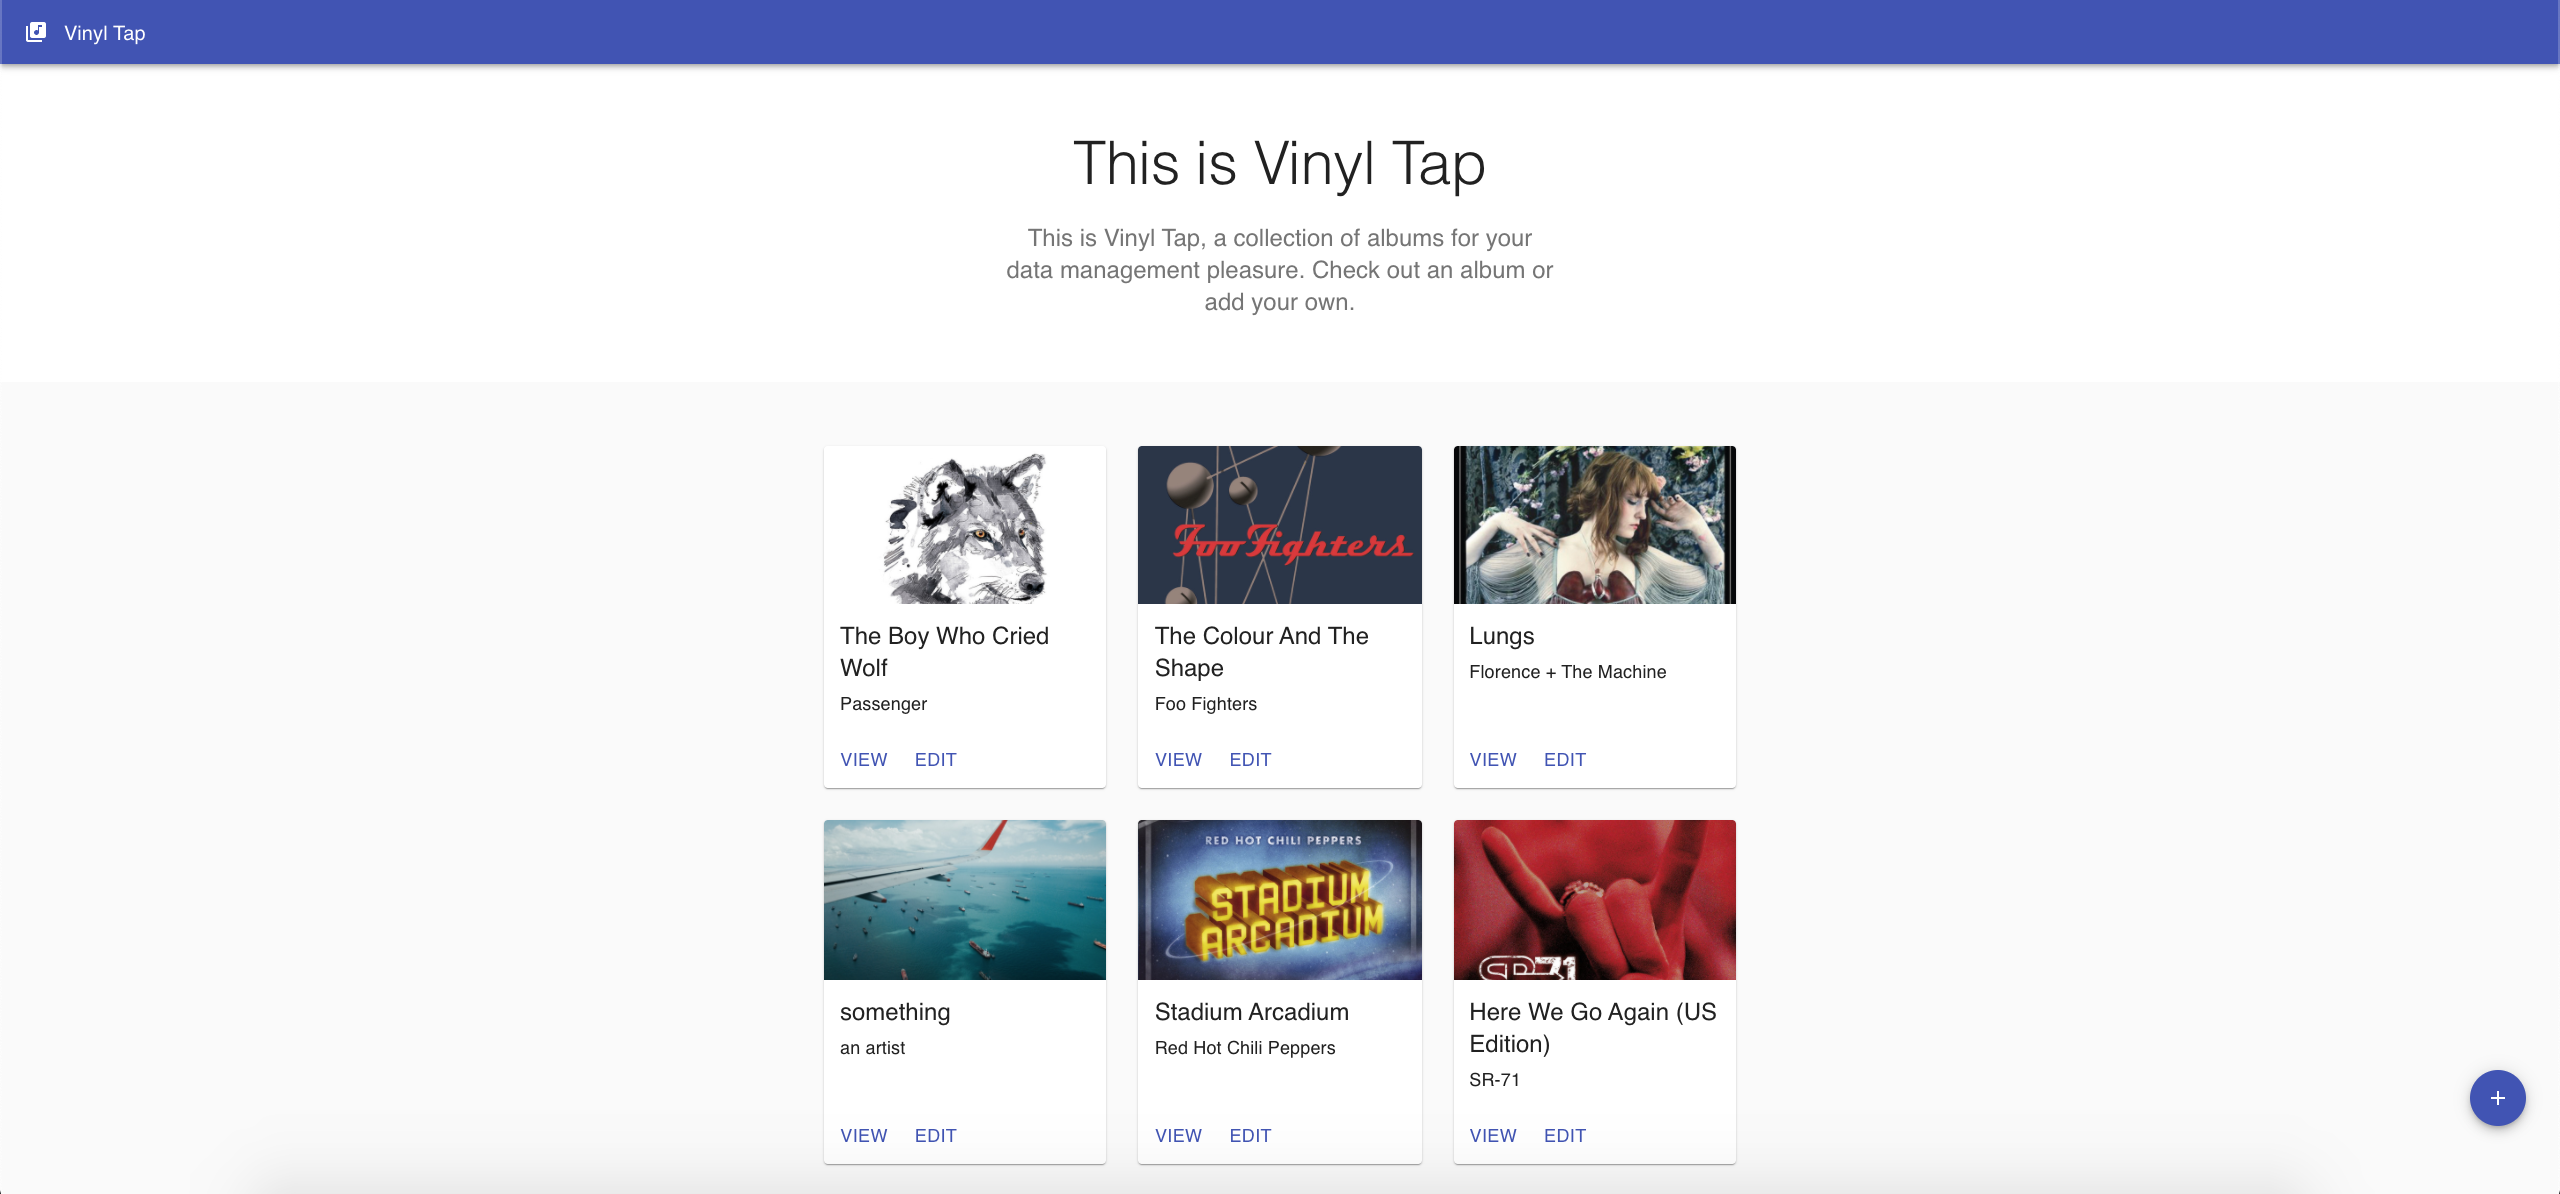 Vinyl Tap
This is Vinyl Tap
This is Vinyl Tap, a collection of albums for your
data management pleasure. Check out an album or
add your own.
Foo Fighters
The Boy Who Cried
Wolf
Passenger
VIEW EDIT
The Colour And The
Shape
Foo Fighters
VIEW EDIT
Lungs
Florence + The Machine
VIEW EDIT
something
an artist
VIEW EDIT
RED HOT CHILI PEPPERS
STADIUM
ARCADIUM
Stadium Arcadium
Red Hot Chili Peppers
VIEW EDIT
SR-71
Here We Go Again (US
Edition)
SR-71
VIEW EDIT
+